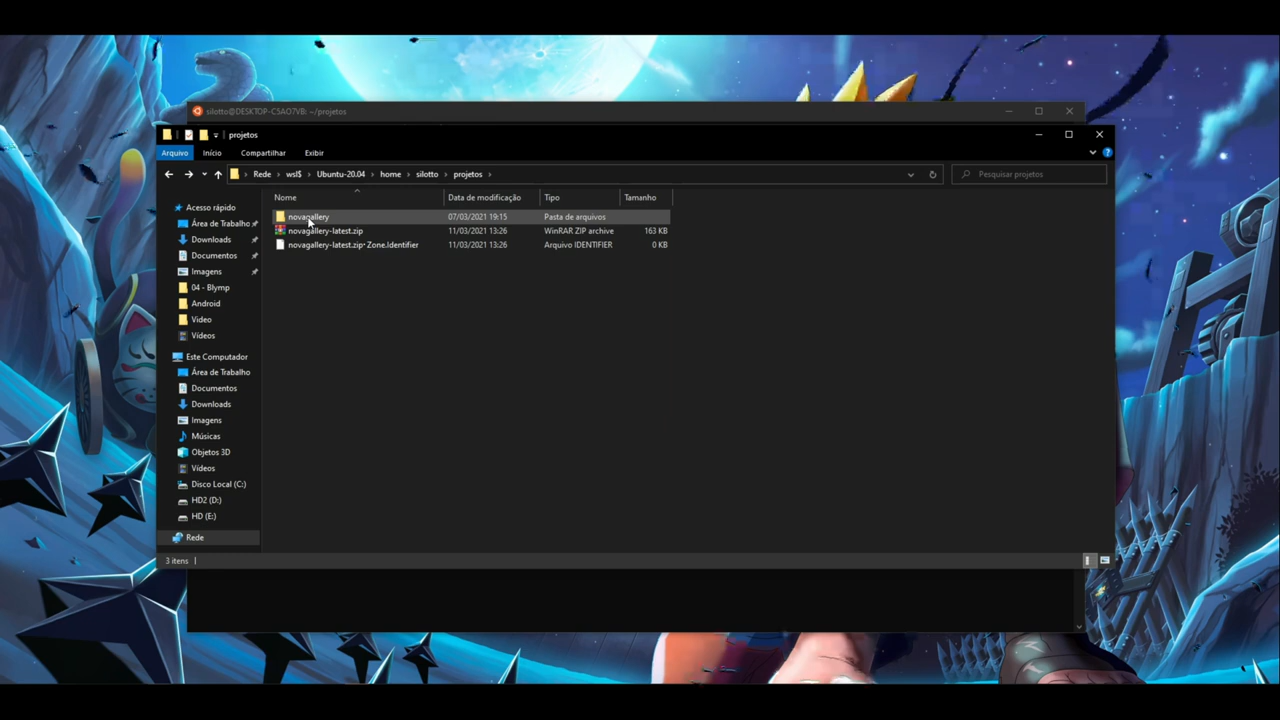 silotto@DESKTOP-C5AO7VB: ~/projetos
projetos
Arquivo Início Compartilhar Exibir
Rede › wsl$ › Ubuntu-20.04 › home › silotto › projetos ›
Pesquisar projetos
Nome Data de modificação Tipo Tamanho
novagallery 07/03/2021 19:15 Pasta de arquivos
novagallery-latest.zip 11/03/2021 13:26 WinRAR ZIP archive 163 KB
novagallery-latest.zip·Zone.Identifier 11/03/2021 13:26 Arquivo IDENTIFIER 0 KB
Acesso rápido
Área de Trabalho
Downloads
Documentos
Imagens
04 - Blymp
Android
Video
Vídeos
Este Computador
Área de Trabalho
Documentos
Downloads
Imagens
Músicas
Objetos 3D
Vídeos
Disco Local (C:)
HD2 (D:)
HD (E:)
Rede
3 itens